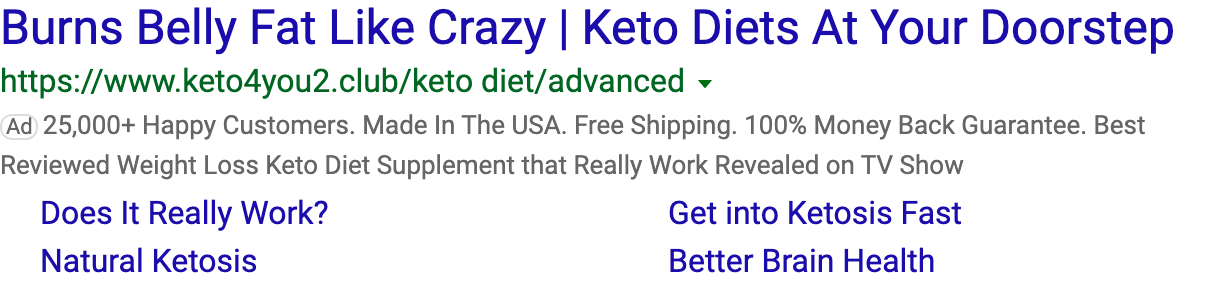 Burns Belly Fat Like Crazy | Keto Diets At Your Doorstep
https://www.keto4you2.club/keto diet/advanced
Ad 25,000+ Happy Customers. Made In The USA. Free Shipping. 100% Money Back Guarantee. Best
Reviewed Weight Loss Keto Diet Supplement that Really Work Revealed on TV Show
Does It Really Work? Get into Ketosis Fast
Natural Ketosis Better Brain Health